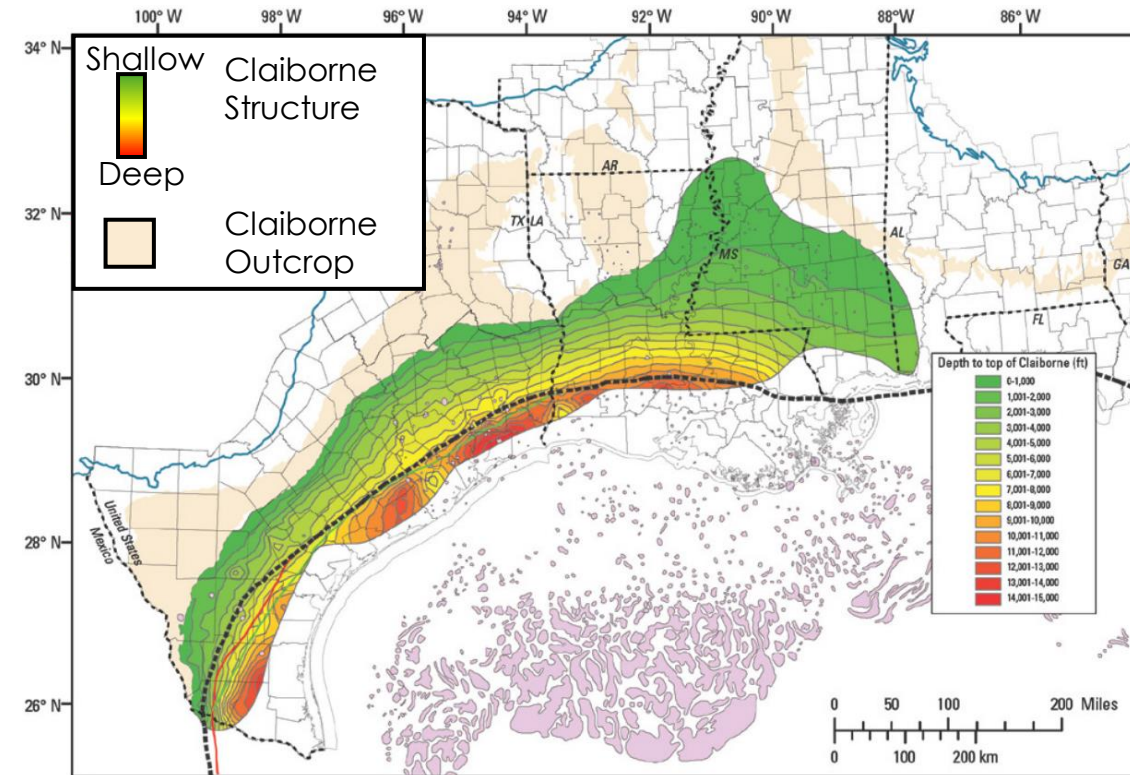 100° W
98° W
96° W
94° W
92° W
90° W
88° W
86° W
34° N
32° N
30° N
28° N
26° N
Shallow
Deep
Claiborne
Structure
Claiborne
Outcrop
AR
TX
LA
MS
AL
GA
FL
United States
Mexico
Depth to top of Claiborne (ft)
0-1,000
1,001-2,000
2,001-3,000
3,001-4,000
4,001-5,000
5,001-6,000
6,001-7,000
7,001-8,000
8,001-9,000
9,001-10,000
10,001-11,000
11,001-12,000
12,001-13,000
13,001-14,000
14,001-15,000
0 50 100 200 Miles
0 100 200 km